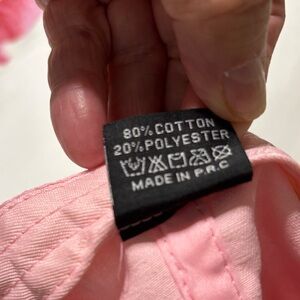 80% COTTON
20% POLYESTER
MADE IN P.R.C